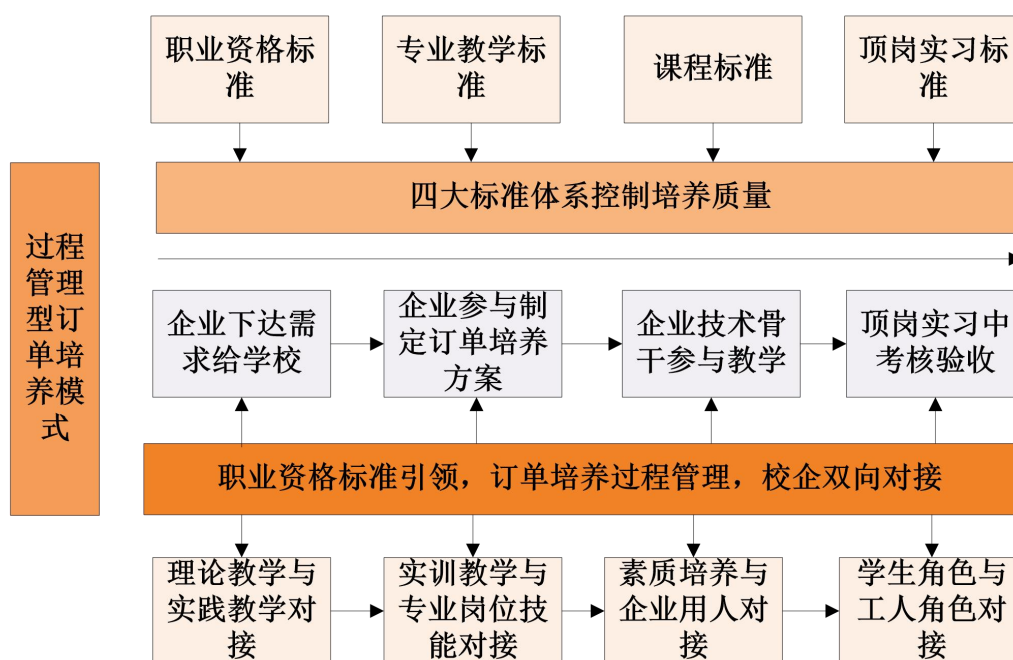 职业资格标
准
专业教学标
准
课程标准
顶岗实习标
准
四大标准体系控制培养质量
过程
管理
型订
单培
养模
式
企业下达需
求给学校
企业参与制
定订单培养
方案
企业技术骨
干参与教学
顶岗实习中
考核验收
职业资格标准引领，订单培养过程管理，校企双向对接
理论教学与
实践教学对
接
实训教学与
专业岗位技
能对接
素质培养与
企业用人对
接
学生角色与
工人角色对
接